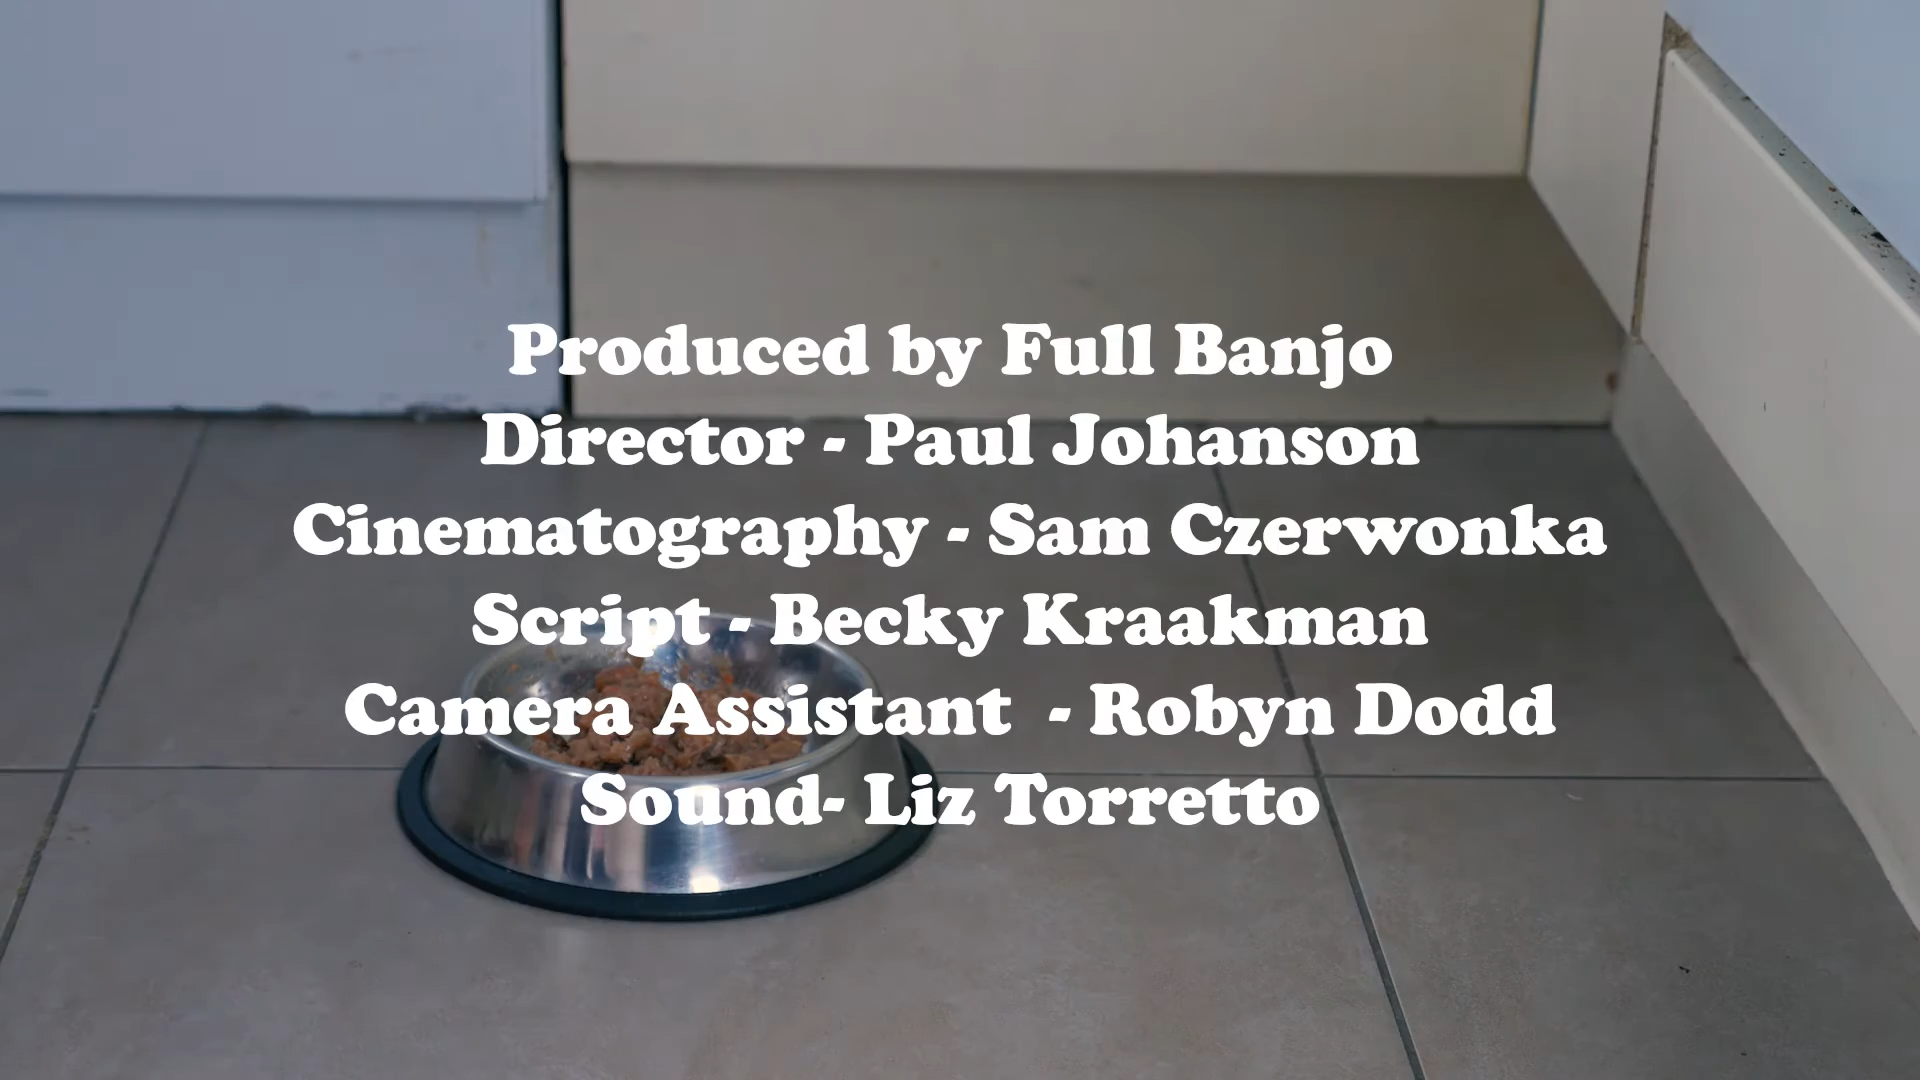 Produced by Full Banjo
Director - Paul Johanson
Cinematography - Sam Czerwonka
Script - Becky Kraakman
Camera Assistant  - Robyn Dodd
Sound- Liz Torretto